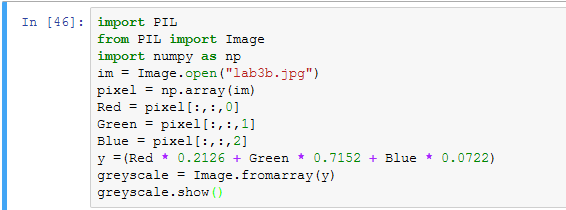 In [46]: import PIL
from PIL import Image
import numpy as np
im = Image.open("lab3b.jpg")
pixel = np.array(im)
Red = pixel[:,:,0]
Green = pixel[:,:,1]
Blue = pixel[:,:,2]
y =(Red * 0.2126 + Green * 0.7152 + Blue * 0.0722)
greyscale = Image.fromarray(y)
greyscale.show()